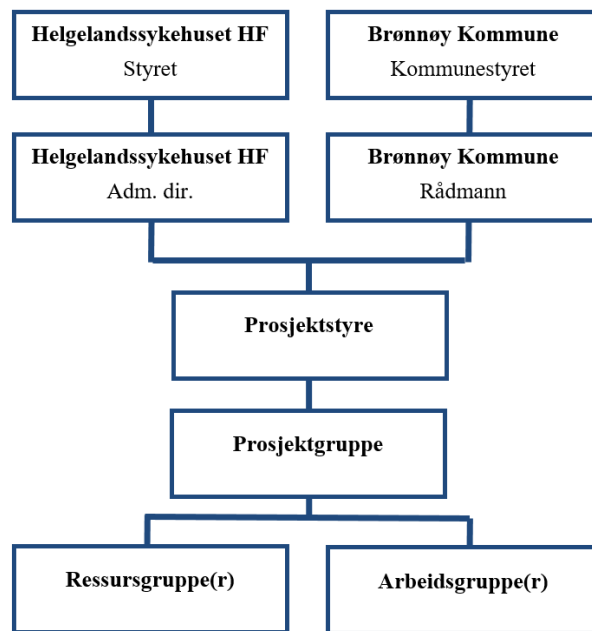 Helgelandssykehuset HF
Styret
Brønnøy Kommune
Kommunestyret
Helgelandssykehuset HF
Adm. dir.
Brønnøy Kommune
Rådmann
Prosjektstyre
Prosjektgruppe
Ressursgruppe(r)
Arbeidsgruppe(r)